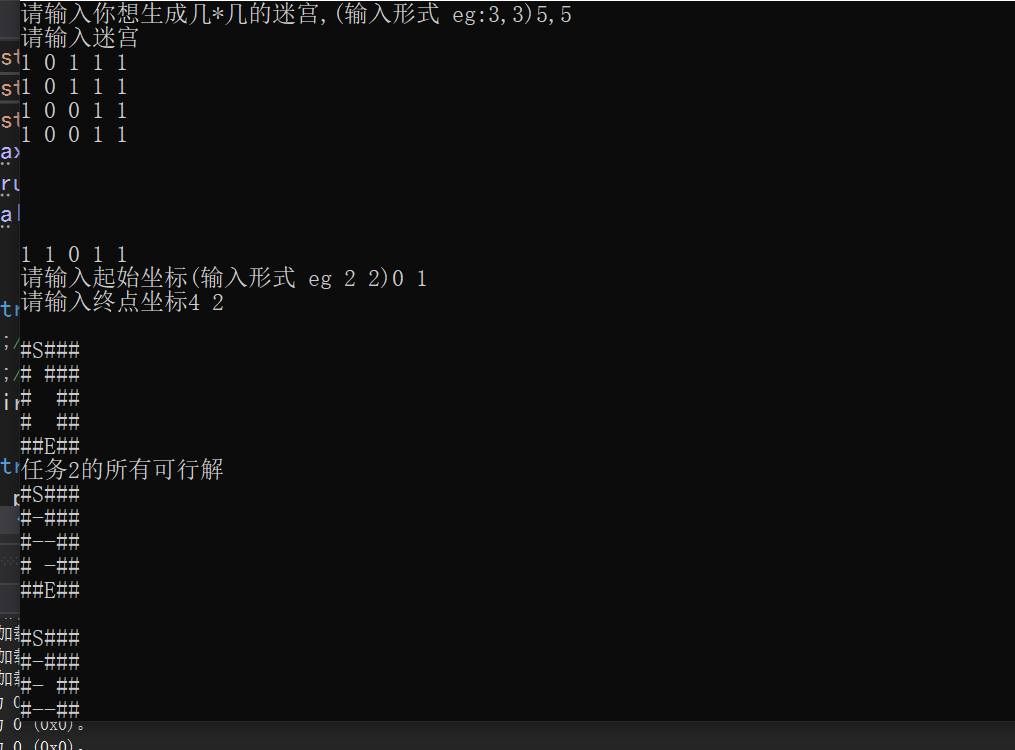 请输入你想生成几*几的迷宫,(输入形式 eg:3,3)5,5
请输入迷宫
1 0 1 1 1
1 0 1 1 1
1 0 0 1 1
1 0 0 1 1
1 1 0 1 1
请输入起始坐标(输入形式 eg 2 2)0 1
请输入终点坐标4 2
#S###
# ###
#  ##
#  ##
##E##
任务2的所有可行解
#S###
#-###
#--##
# -##
##E##
#S###
#-###
#- ##
#--##
0 (0x0)。